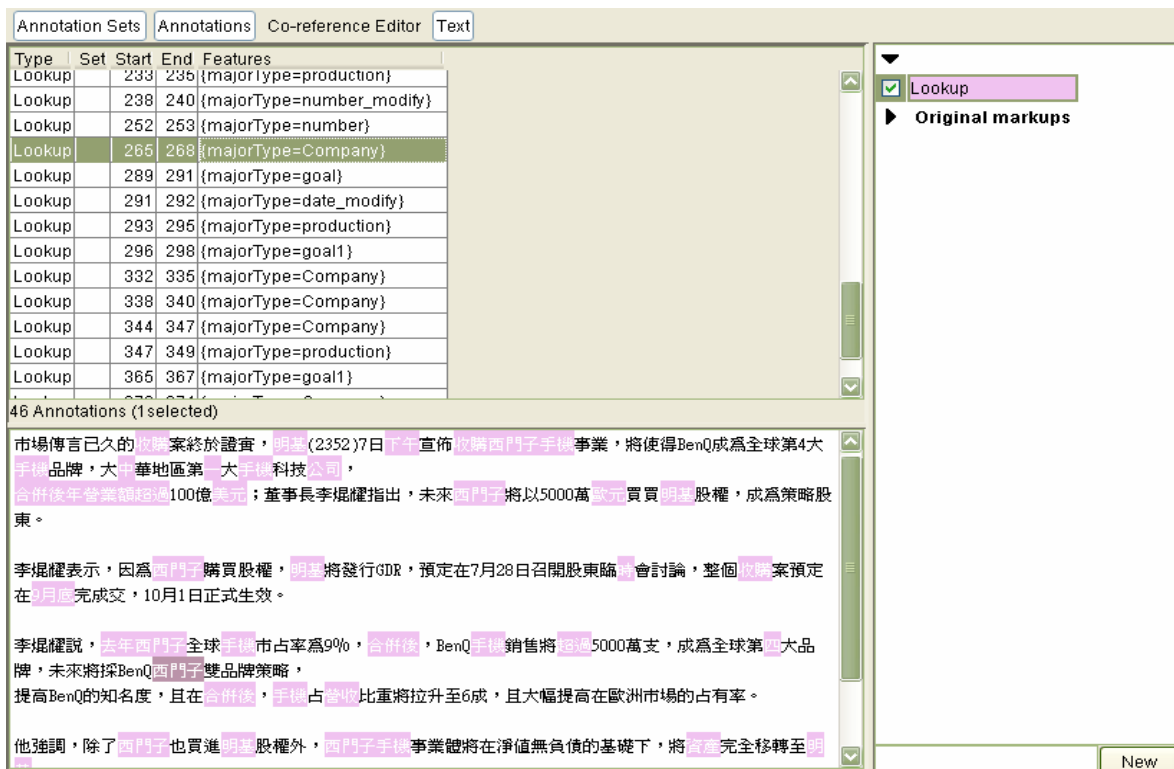 Annotation Sets Annotations Co-reference Editor Text
Type Set Start End Features
Lookup 233 235 {majorType=production}
Lookup 238 240 {majorType=number_modify}
Lookup 252 253 {majorType=number}
Lookup 265 268 {majorType=Company}
Lookup 289 291 {majorType=goal}
Lookup 291 292 {majorType=date_modify}
Lookup 293 295 {majorType=production}
Lookup 296 298 {majorType=goal1}
Lookup 332 335 {majorType=Company}
Lookup 338 340 {majorType=Company}
Lookup 344 347 {majorType=Company}
Lookup 347 349 {majorType=production}
Lookup 365 367 {majorType=goal1}
46 Annotations (1 selected)
Lookup
Original markups
市場傳言已久的收購案終於證實，明基(2352)7日下午宣佈收購西門子手機事業，將使得BenQ成為全球第4大
手機品牌，大中華地區第一大手機科技公司，
合併後年營業額超過100億美元；董事長李焜耀指出，未來西門子將以5000萬歐元買買明基股權，成為策略股
東。
李焜耀表示，因為西門子購買股權，明基將發行GDR，預定在7月28日召開股東臨時會討論，整個收購案預定
在9月底完成交，10月1日正式生效。
李焜耀說，去年西門子全球手機市占率為9%，合併後，BenQ手機銷售將超過5000萬支，成為全球第四大品
牌，未來將採BenQ西門子雙品牌策略，
提高BenQ的知名度，且在合併後，手機占營收比重將拉升至6成，且大幅提高在歐洲市場的占有率。
他強調，除了西門子也買進明基股權外，西門子手機事業體將在淨值無負債的基礎下，將資產完全移轉至明
New